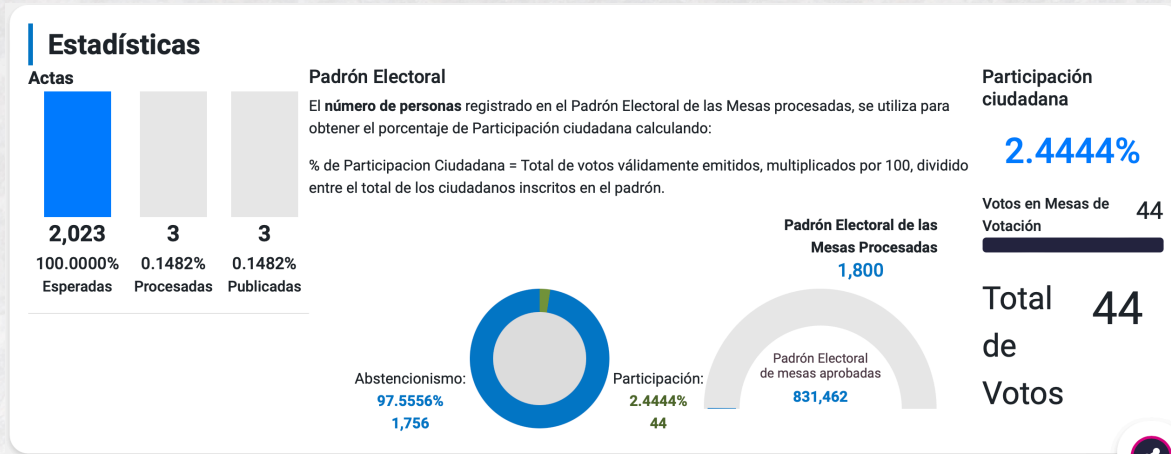 Estadísticas
Actas
2,023
100.0000%
Esperadas
3
0.1482%
Procesadas
3
0.1482%
Publicadas
Padrón Electoral
El número de personas registrado en el Padrón Electoral de las Mesas procesadas, se utiliza para
obtener el porcentaje de Participación ciudadana calculando:
% de Participacion Ciudadana = Total de votos válidamente emitidos, multiplicados por 100, dividido
entre el total de los ciudadanos inscritos en el padrón.
Abstencionismo:
97.5556%
1,756
Participación:
2.4444%
44
Padrón Electoral de las
Mesas Procesadas
1,800
Padrón Electoral
de mesas aprobadas
831,462
Participación
ciudadana
2.4444%
Votos en Mesas de
Votación
44
Total
de
Votos
44